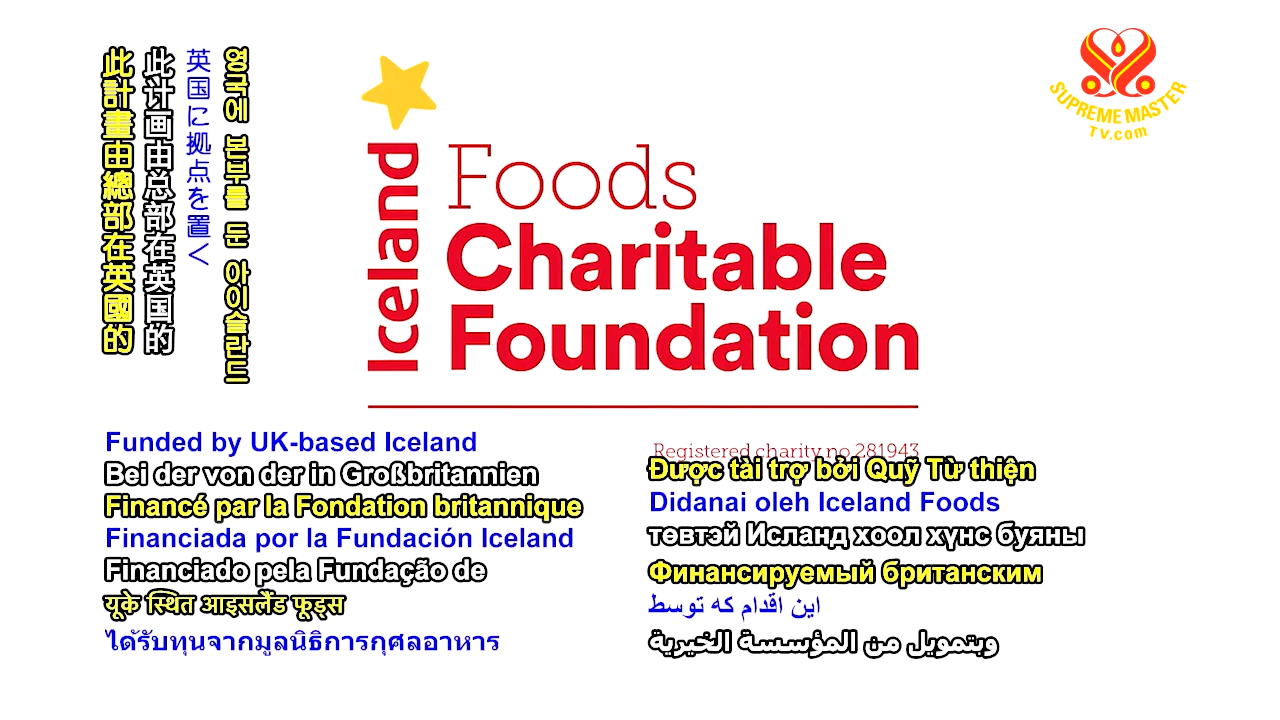 此計畫由總部在英國的
此计画由总部在英国的
英国に拠点を置く
영국에 본부를 둔 아이슬란드
Iceland
Foods
Charitable
Foundation
SUPREME MASTER
TV.com
Registered charity no 281943
Funded by UK-based Iceland
Bei der von der in Großbritannien
Financé par la Fondation britannique
Financiada por la Fundación Iceland
Financiado pela Fundação de
यूके स्थित आइसलैंड फूड्स
ได้รับทุนจากมูลนิธิการกุศลอาหาร
Được tài trợ bởi Quỹ Từ thiện
Didanai oleh Iceland Foods
төвтэй Исланд хоол хүнс буяны
Финансируемый британским
این اقدام که توسط
وبتمويل من المؤسسة الخيرية